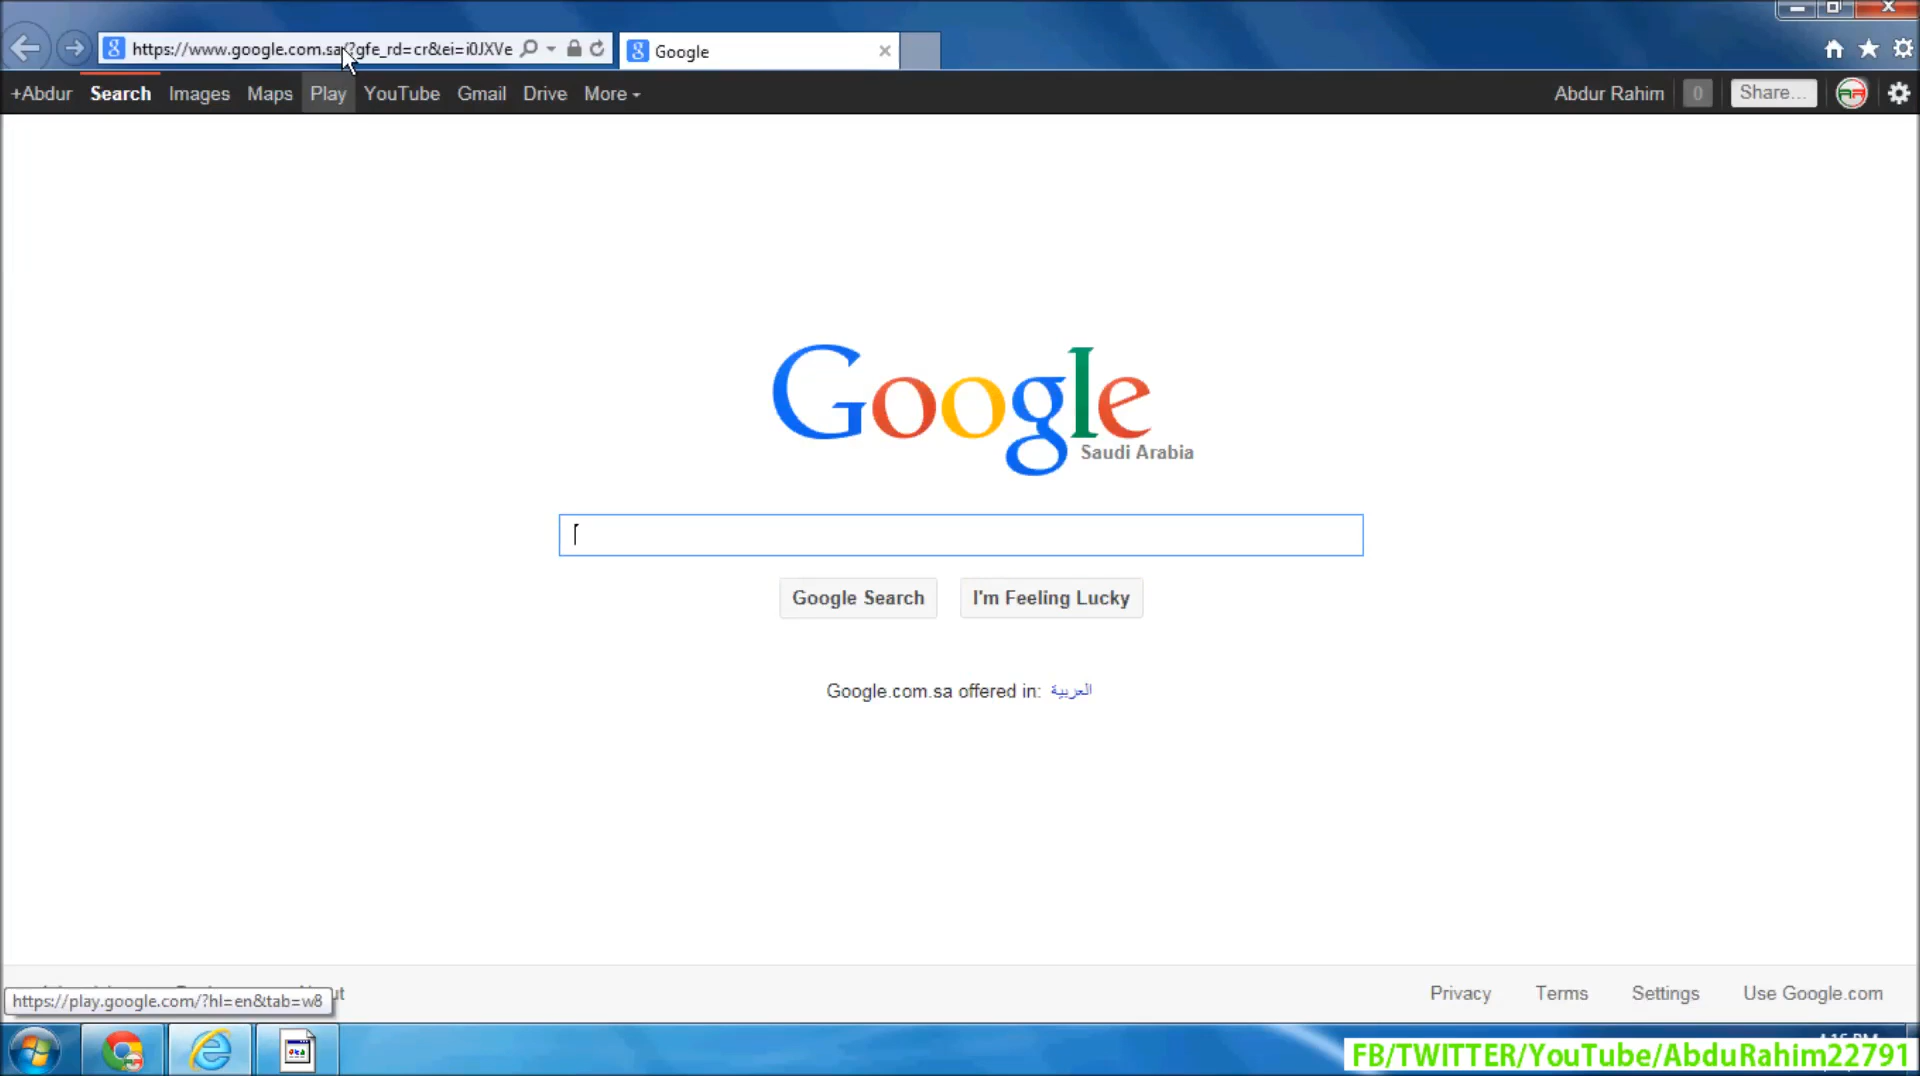 https://www.google.com.sa/?gfe_rd=cr&ei=i0JXVe
Google
+Abdur Search Images Maps Play YouTube Gmail Drive More
Abdur Rahim 0 Share...
Google
Saudi Arabia
Google Search I'm Feeling Lucky
Google.com.sa offered in: العربية
https://play.google.com/?hl=en&tab=w8
Privacy Terms Settings Use Google.com
FB/TWITTER/YouTube/AbduRahim22791